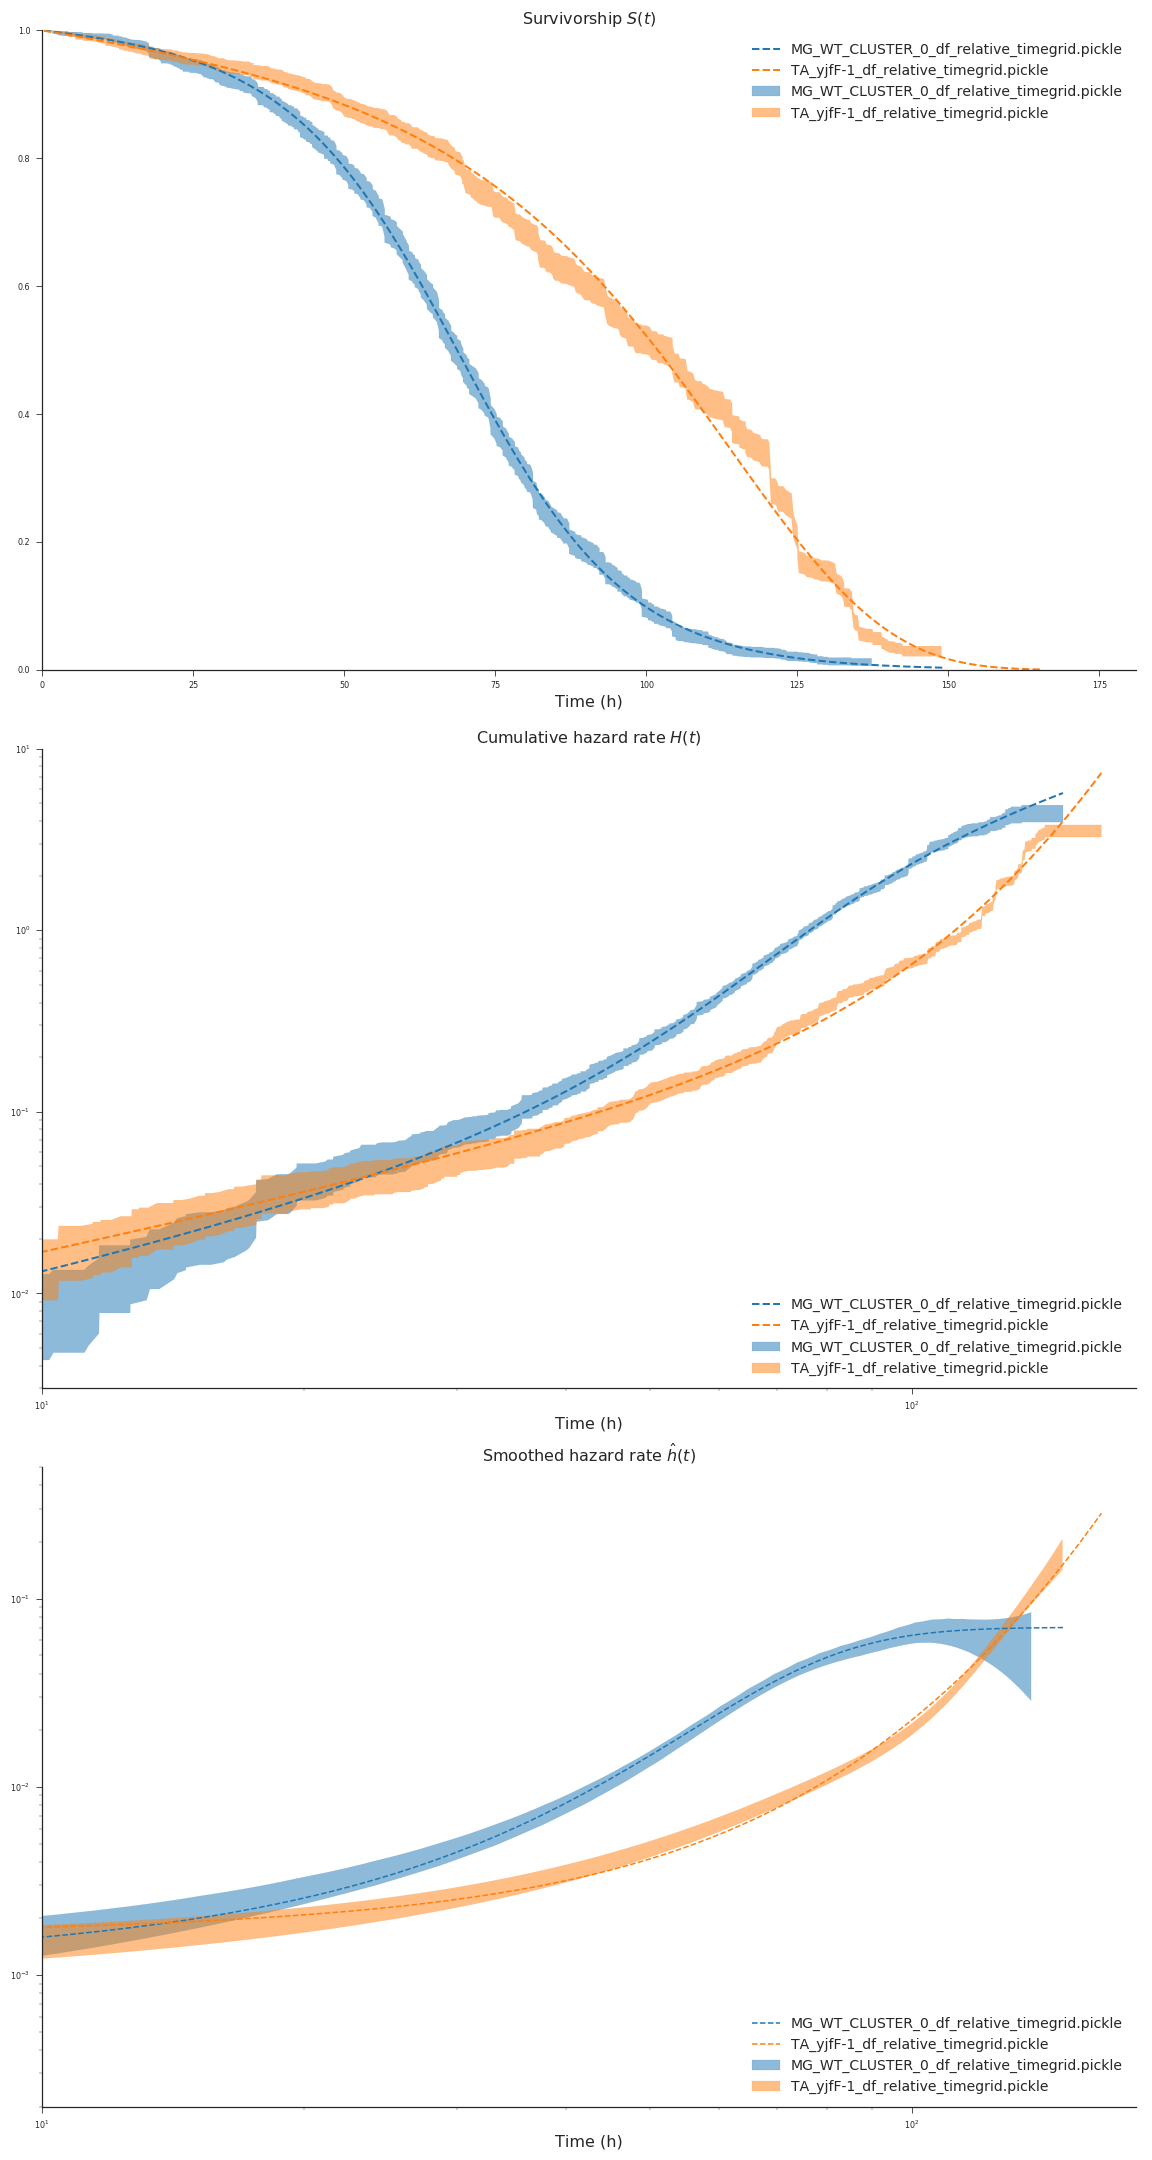 Survivorship S(t)
1.0
0.8
0.6
0.4
0.2
0.0
MG_WT_CLUSTER_0_df_relative_timegrid.pickle
TA_yjfF-1_df_relative_timegrid.pickle
MG_WT_CLUSTER_0_df_relative_timegrid.pickle
TA_yjfF-1_df_relative_timegrid.pickle
0 25 50 75 100 125 150 175
Time (h)
Cumulative hazard rate H(t)
10¹
10⁰
10⁻¹
10⁻²
MG_WT_CLUSTER_0_df_relative_timegrid.pickle
TA_yjfF-1_df_relative_timegrid.pickle
MG_WT_CLUSTER_0_df_relative_timegrid.pickle
TA_yjfF-1_df_relative_timegrid.pickle
10¹ 10²
Time (h)
Smoothed hazard rate ĥ(t)
10⁻¹
10⁻²
10⁻³
MG_WT_CLUSTER_0_df_relative_timegrid.pickle
TA_yjfF-1_df_relative_timegrid.pickle
MG_WT_CLUSTER_0_df_relative_timegrid.pickle
TA_yjfF-1_df_relative_timegrid.pickle
10¹ 10²
Time (h)